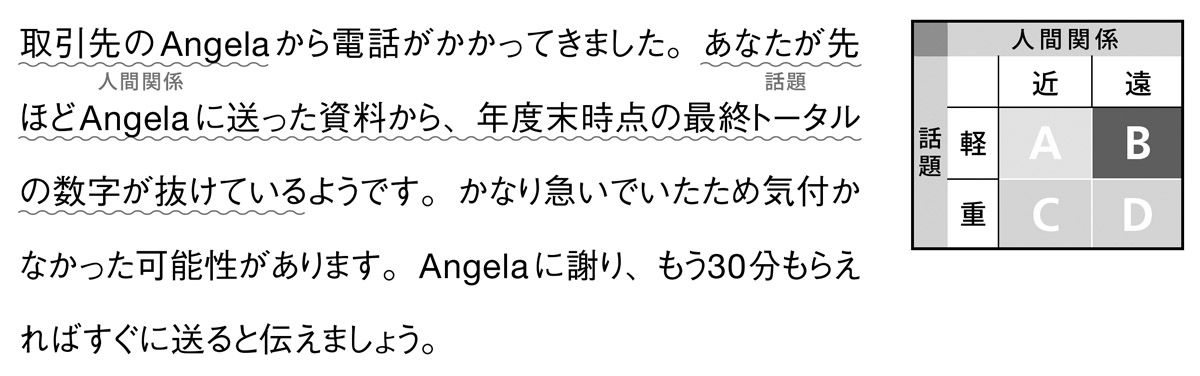 取引先のAngelaから電話がかかってきました。あなたが先
人間関係
話題
ほどAngelaに送った資料から、年度末時点の最終トータル
の数字が抜けているようです。かなり急いでいたため気付か
なかった可能性があります。Angelaに謝り、もう30分もらえ
ればすぐに送ると伝えましょう。
人間関係
近 遠
話題
軽 A B
重 C D